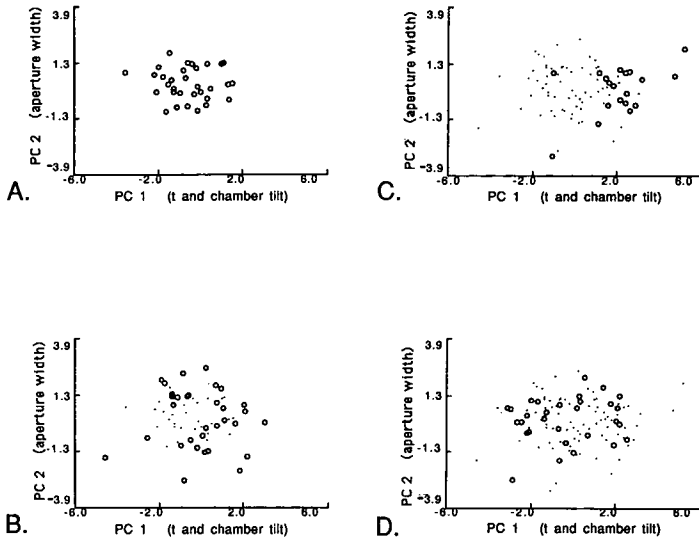 3.9
1.3
-1.3
-3.9
PC 2 (aperture width)
-6.0 -2.0 2.0 6.0
PC 1 (t and chamber tilt)
A.
3.9
1.3
-1.3
-3.9
PC 2 (aperture width)
-6.0 2.0 6.0
PC 1 (t and chamber tilt)
C.
3.9
1.3
-1.3
-3.9
PC 2 (aperture width)
-6.0 -2.0 2.0 6.0
PC 1 (t and chamber tilt)
B.
3.9
1.3
-1.3
-3.9
PC 2 (aperture width)
-6.0 -2.0 2.0 6.0
PC 1 (t and chamber tilt)
D.